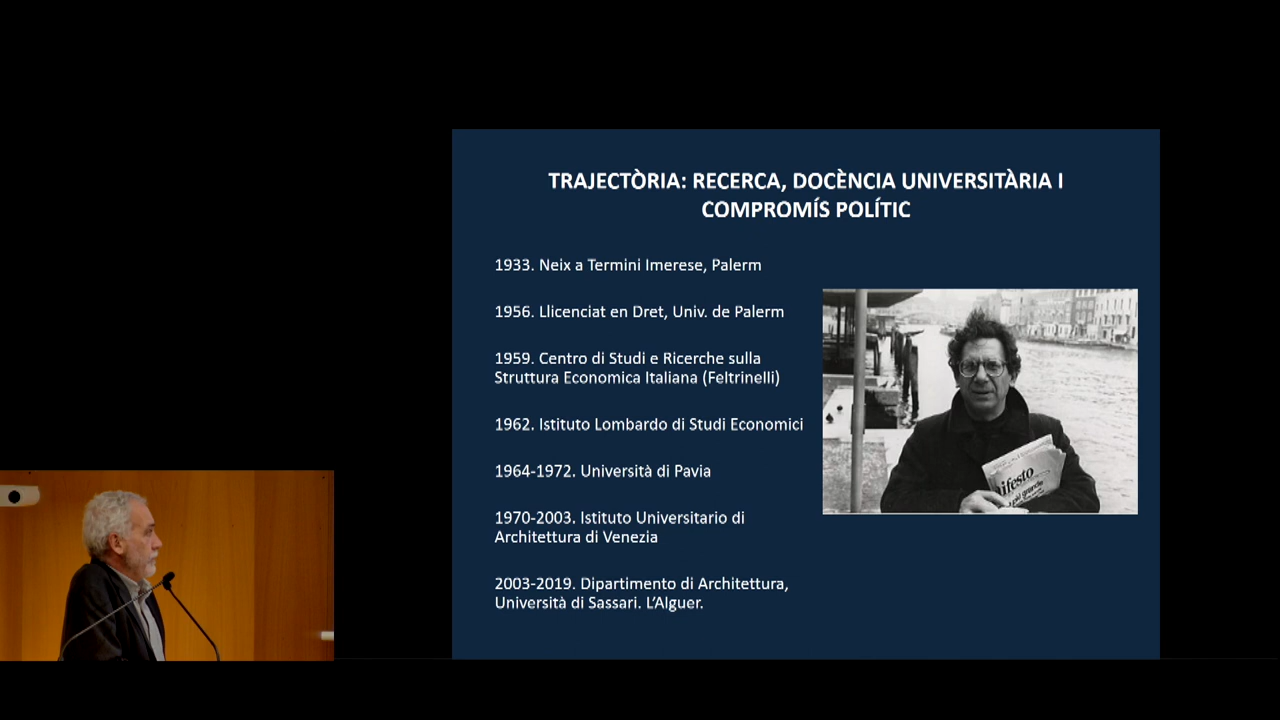 TRAJECTÒRIA: RECERCA, DOCÈNCIA UNIVERSITÀRIA I
COMPROMÍS POLÍTIC
1933. Neix a Termini Imerese, Palerm
1956. Llicenciat en Dret, Univ. de Palerm
1959. Centro di Studi e Ricerche sulla
Struttura Economica Italiana (Feltrinelli)
1962. Istituto Lombardo di Studi Economici
1964-1972. Università di Pavia
1970-2003. Istituto Universitario di
Architettura di Venezia
2003-2019. Dipartimento di Architettura,
Università di Sassari. L'Alguer.
ifesto
più grande